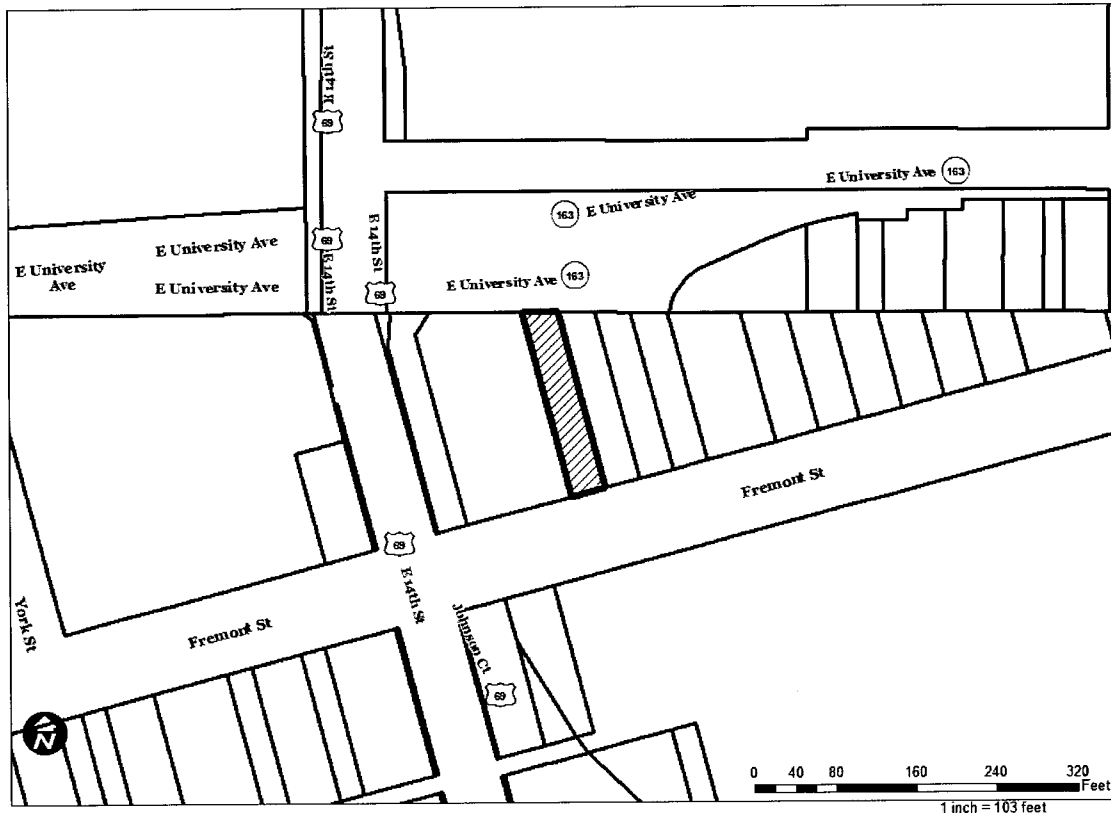 E 14th St
69
E University Ave 163
163 E University Ave
E University Ave
69
E 14th St
E 14th St
E University
Ave
E University Ave
E University Ave 163
69
Fremont St
69
E 14th St
York St
Fremont St
Johnson Ct
69
N
0 40 80 160 240 320
Feet
1 inch = 103 feet